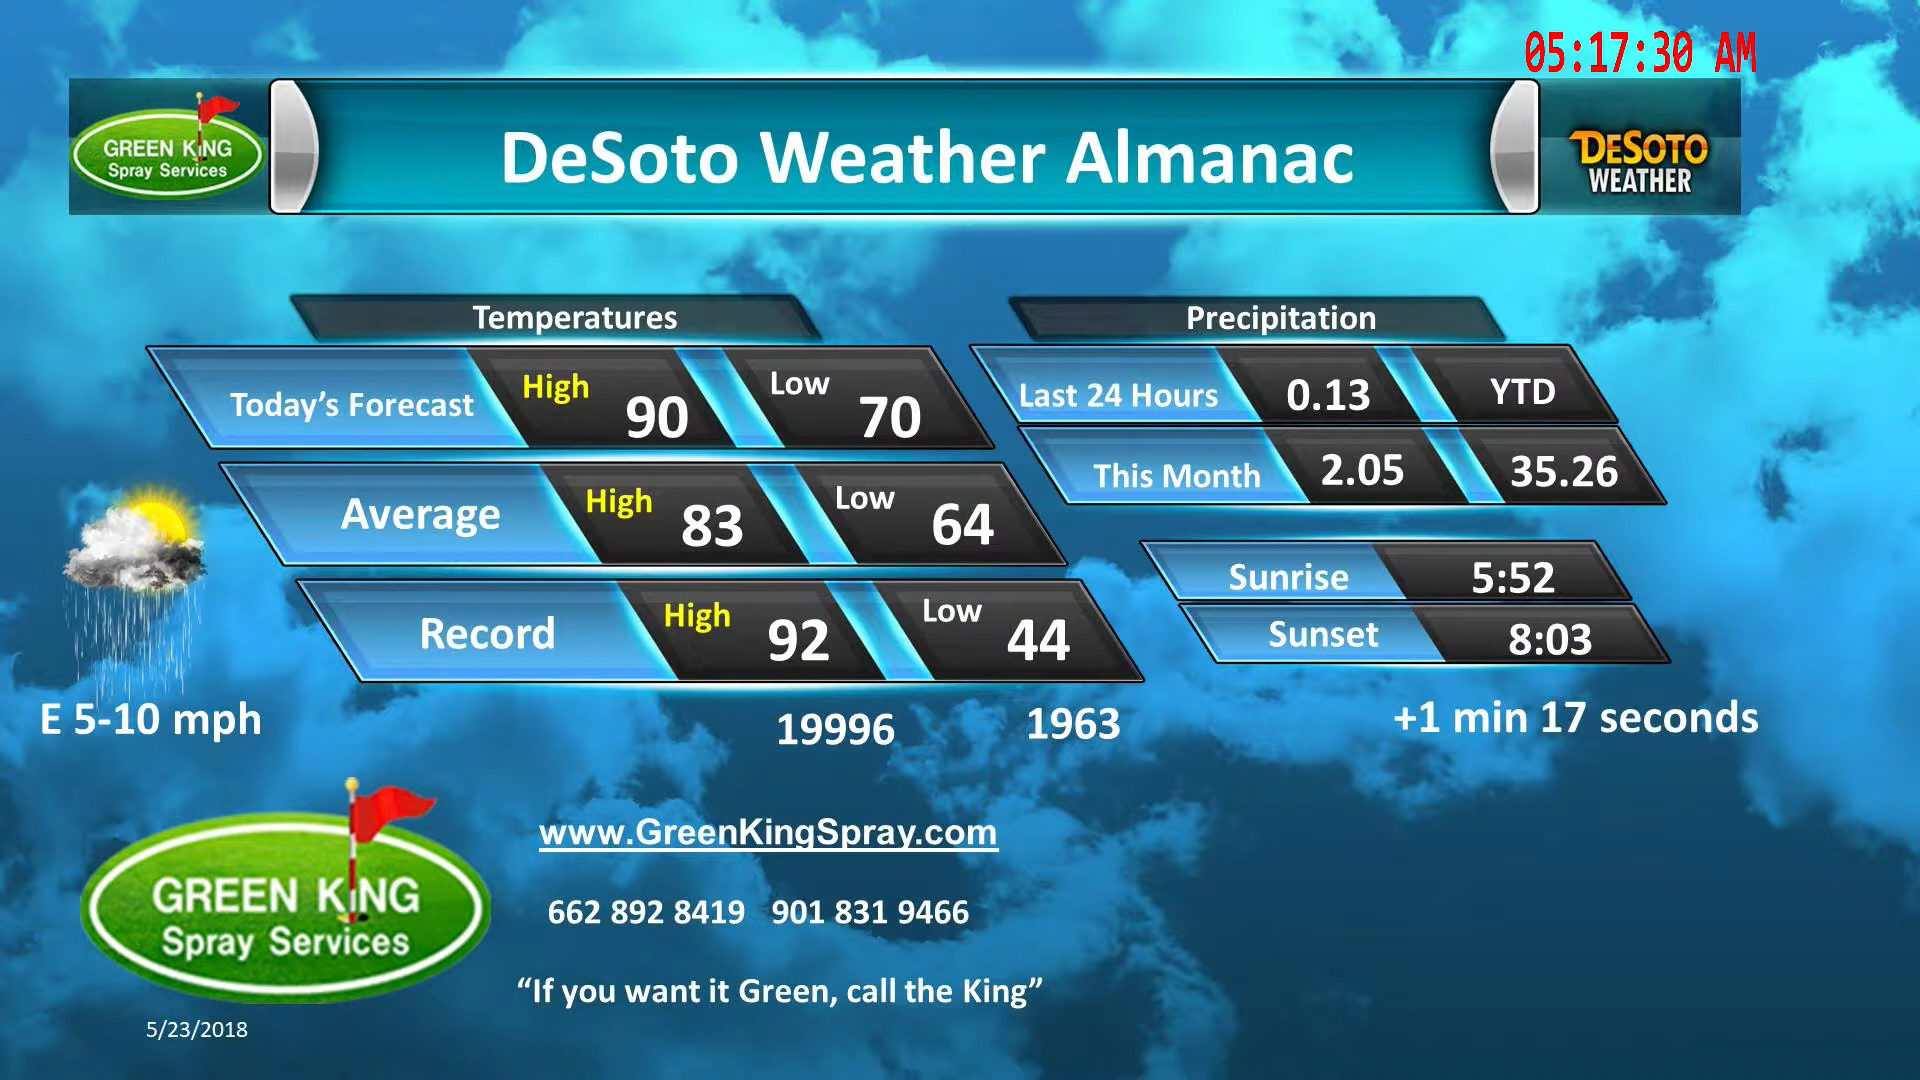 05:17:30 AM
GREEN KING
Spray Services
DeSoto Weather Almanac
DESOTO
WEATHER
Temperatures
Today’s Forecast High 90 Low 70
Average High 83 Low 64
Record High 92 Low 44
19996 1963
Precipitation
Last 24 Hours 0.13 YTD
This Month 2.05 35.26
Sunrise 5:52
Sunset 8:03
+1 min 17 seconds
E 5-10 mph
GREEN KING
Spray Services
www.GreenKingSpray.com
662 892 8419 901 831 9466
“If you want it Green, call the King”
5/23/2018